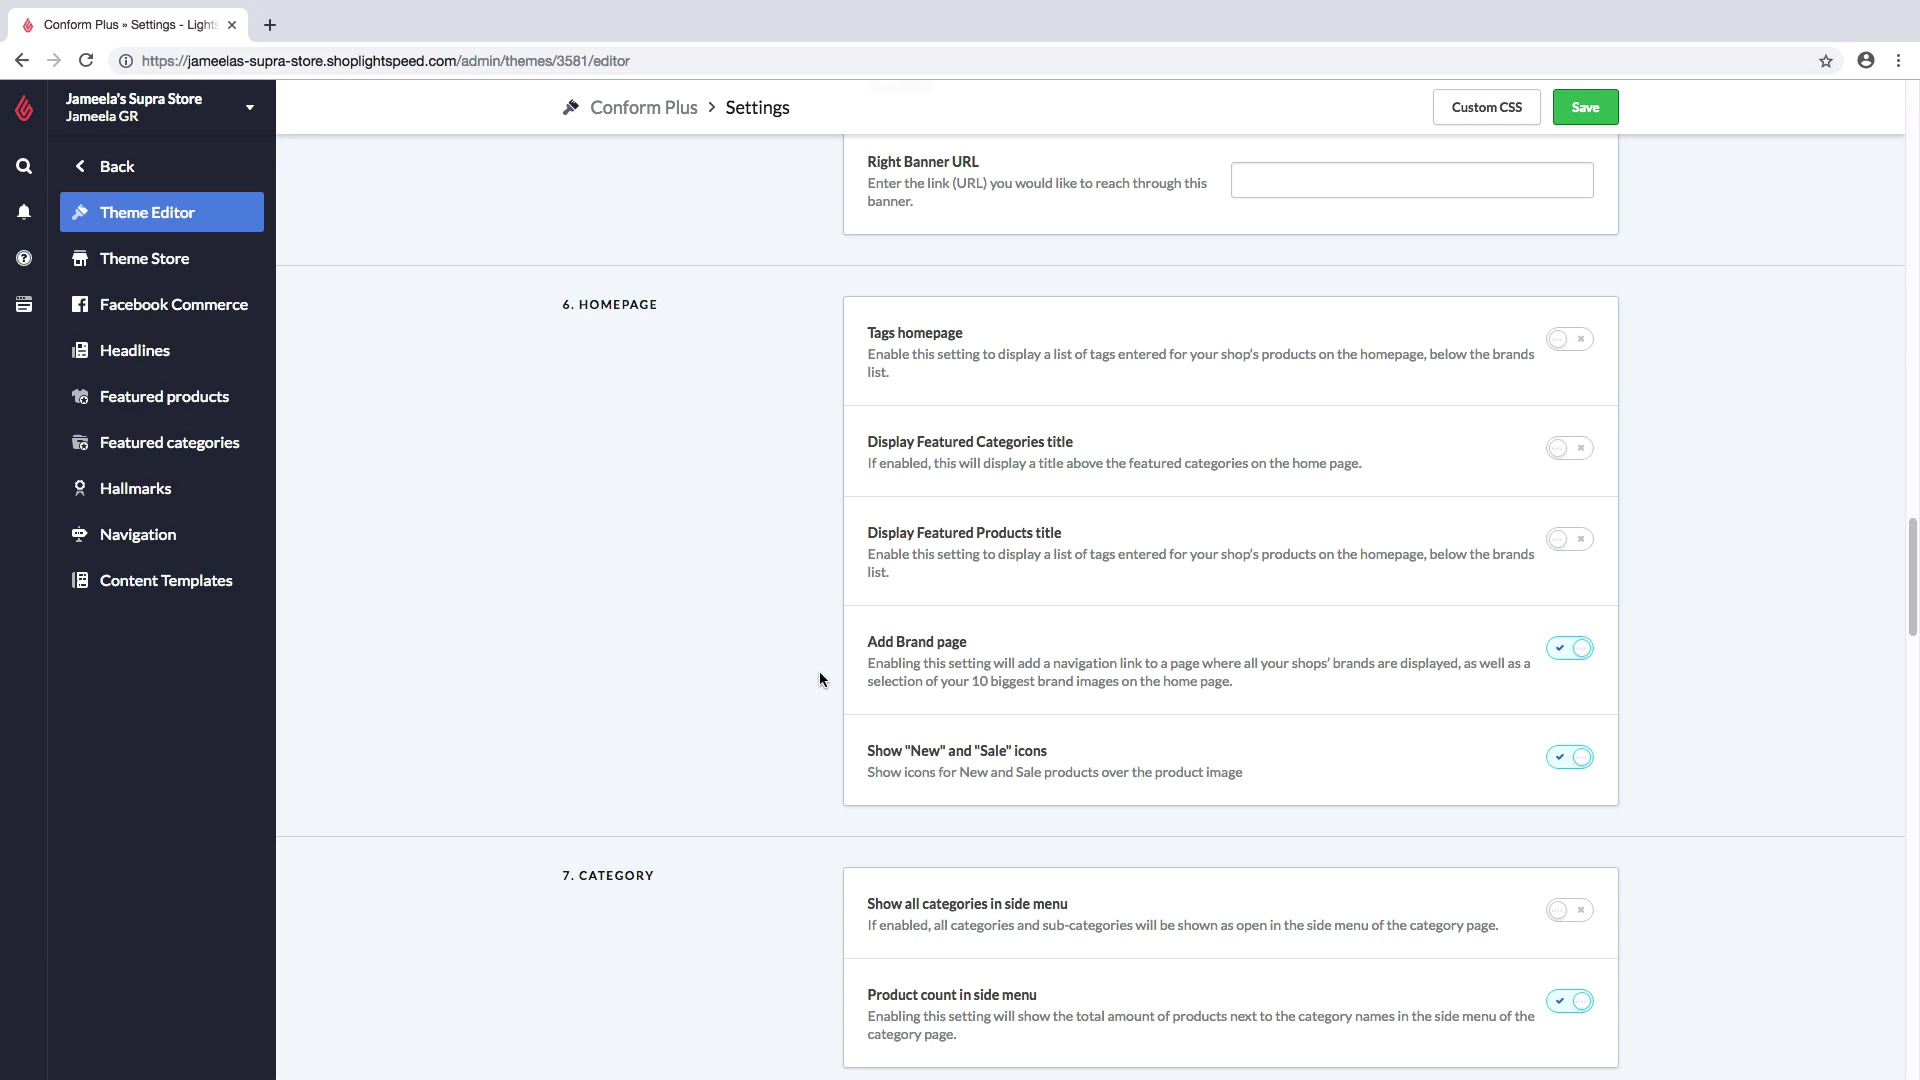 Conform Plus » Settings - Lights
https://jameelas-supra-store.shoplightspeed.com/admin/themes/3581/editor
Jameela's Supra Store
Jameela GR
Conform Plus > Settings
Custom CSS
Save
Back
Theme Editor
Theme Store
Facebook Commerce
Headlines
Featured products
Featured categories
Hallmarks
Navigation
Content Templates
Right Banner URL
Enter the link (URL) you would like to reach through this
banner.
6. HOMEPAGE
Tags homepage
Enable this setting to display a list of tags entered for your shop's products on the homepage, below the brands
list.
Display Featured Categories title
If enabled, this will display a title above the featured categories on the home page.
Display Featured Products title
Enable this setting to display a list of tags entered for your shop's products on the homepage, below the brands
list.
Add Brand page
Enabling this setting will add a navigation link to a page where all your shops' brands are displayed, as well as a
selection of your 10 biggest brand images on the home page.
Show "New" and "Sale" icons
Show icons for New and Sale products over the product image
7. CATEGORY
Show all categories in side menu
If enabled, all categories and sub-categories will be shown as open in the side menu of the category page.
Product count in side menu
Enabling this setting will show the total amount of products next to the category names in the side menu of the
category page.